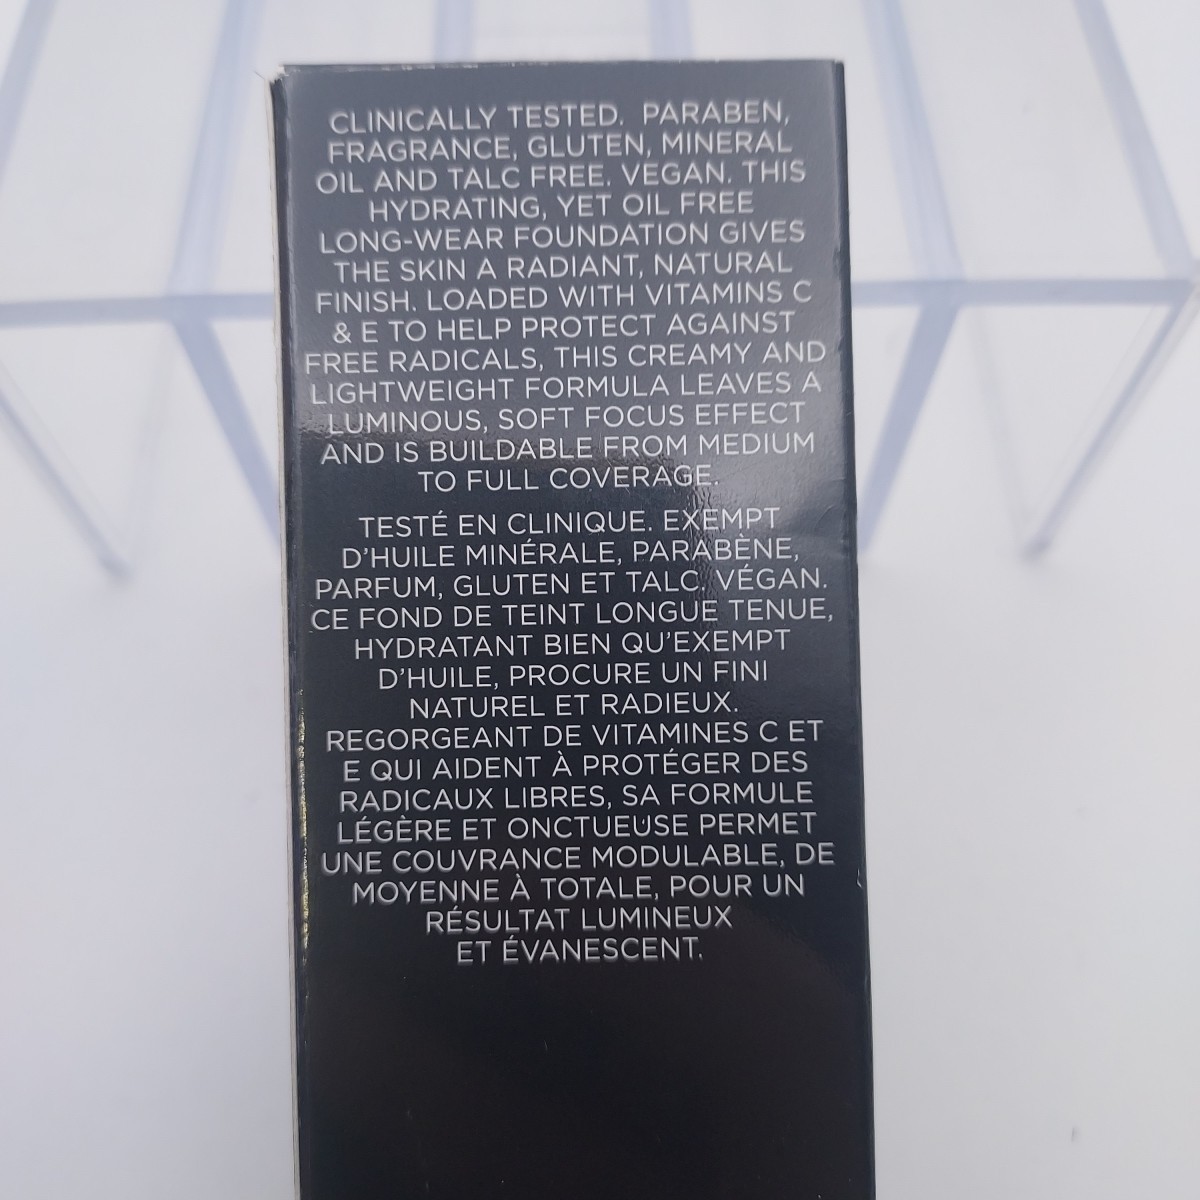 CLINICALLY TESTED. PARABEN,
FRAGRANCE, GLUTEN, MINERAL
OIL AND TALC FREE. VEGAN. THIS
HYDRATING, YET OIL FREE
LONG-WEAR FOUNDATION GIVES
THE SKIN A RADIANT, NATURAL
FINISH. LOADED WITH VITAMINS C
& E TO HELP PROTECT AGAINST
FREE RADICALS, THIS CREAMY AND
LIGHTWEIGHT FORMULA LEAVES A
LUMINOUS, SOFT FOCUS EFFECT
AND IS BUILDABLE FROM MEDIUM
TO FULL COVERAGE.
TESTÉ EN CLINIQUE. EXEMPT
D'HUILE MINÉRALE, PARABÈNE,
PARFUM, GLUTEN ET TALC. VÉGAN.
CE FOND DE TEINT LONGUE TENUE,
HYDRATANT BIEN QU'EXEMPT
D'HUILE, PROCURE UN FINI
NATUREL ET RADIEUX.
REGORGEANT DE VITAMINES C ET
E QUI AIDENT À PROTÉGER DES
RADICAUX LIBRES, SA FORMULE
LÉGÈRE ET ONCTUEUSE PERMET
UNE COUVRANCE MODULABLE, DE
MOYENNE À TOTALE, POUR UN
RÉSULTAT LUMINEUX
ET ÉVANESCENT.